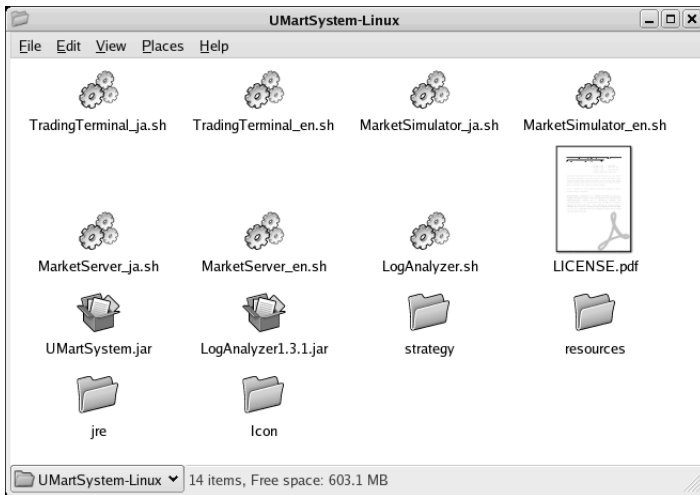 UMartSystem-Linux
File Edit View Places Help
TradingTerminal_ja.sh TradingTerminal_en.sh MarketSimulator_ja.sh MarketSimulator_en.sh
MarketServer_ja.sh MarketServer_en.sh LogAnalyzer.sh LICENSE.pdf
UMartSystem.jar LogAnalyzer1.3.1.jar strategy resources
jre Icon
UMartSystem-Linux 14 items, Free space: 603.1 MB